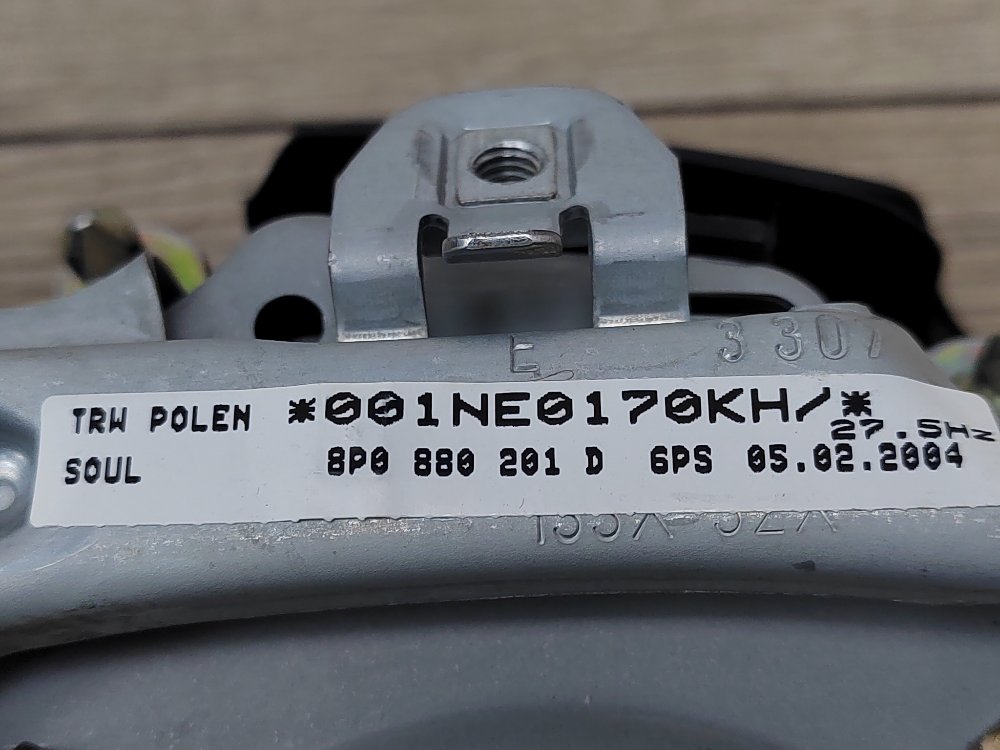 E 3307
TRW POLEN *001NE0170KH/*
27.5Hz
SOUL 8P0 880 201 D 6PS 05.02.2004